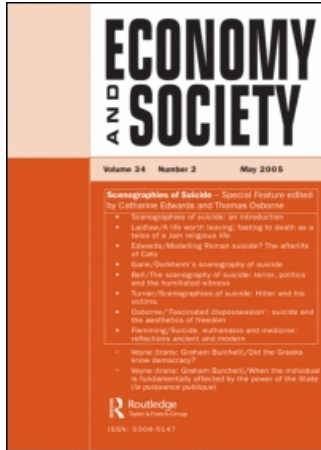 ECONOMY
AND
SOCIETY
Volume 34 Number 2 May 2005
Scenographies of Suicide – Special Feature edited
by Catharine Edwards and Thomas Osborne
• Scenographies of suicide: an introduction
• Laidlaw/A life worth leaving: fasting to death as a
telos of a Jain religious life
• Edwards/Modelling Roman suicide? The afterlife
of Cato
• Gane/Durkheim's scenography of suicide
• Bell/The scenography of suicide: terror, politics
and the humiliated witness
• Turner/Scenographies of suicide: Hitler and his
victims
• Osborne/'Fascinated dispossession': suicide and
the aesthetics of freedom
• Flemming/Suicide, euthanasia and medicine:
reflections ancient and modern
• Veyne (trans: Graham Burchell)/Did the Greeks
know democracy?
• Veyne (trans: Graham Burchell)/When the individual
is fundamentally affected by the power of the State
(la puissance publique)
R Routledge
Taylor & Francis Group
ISSN: 0308-5147